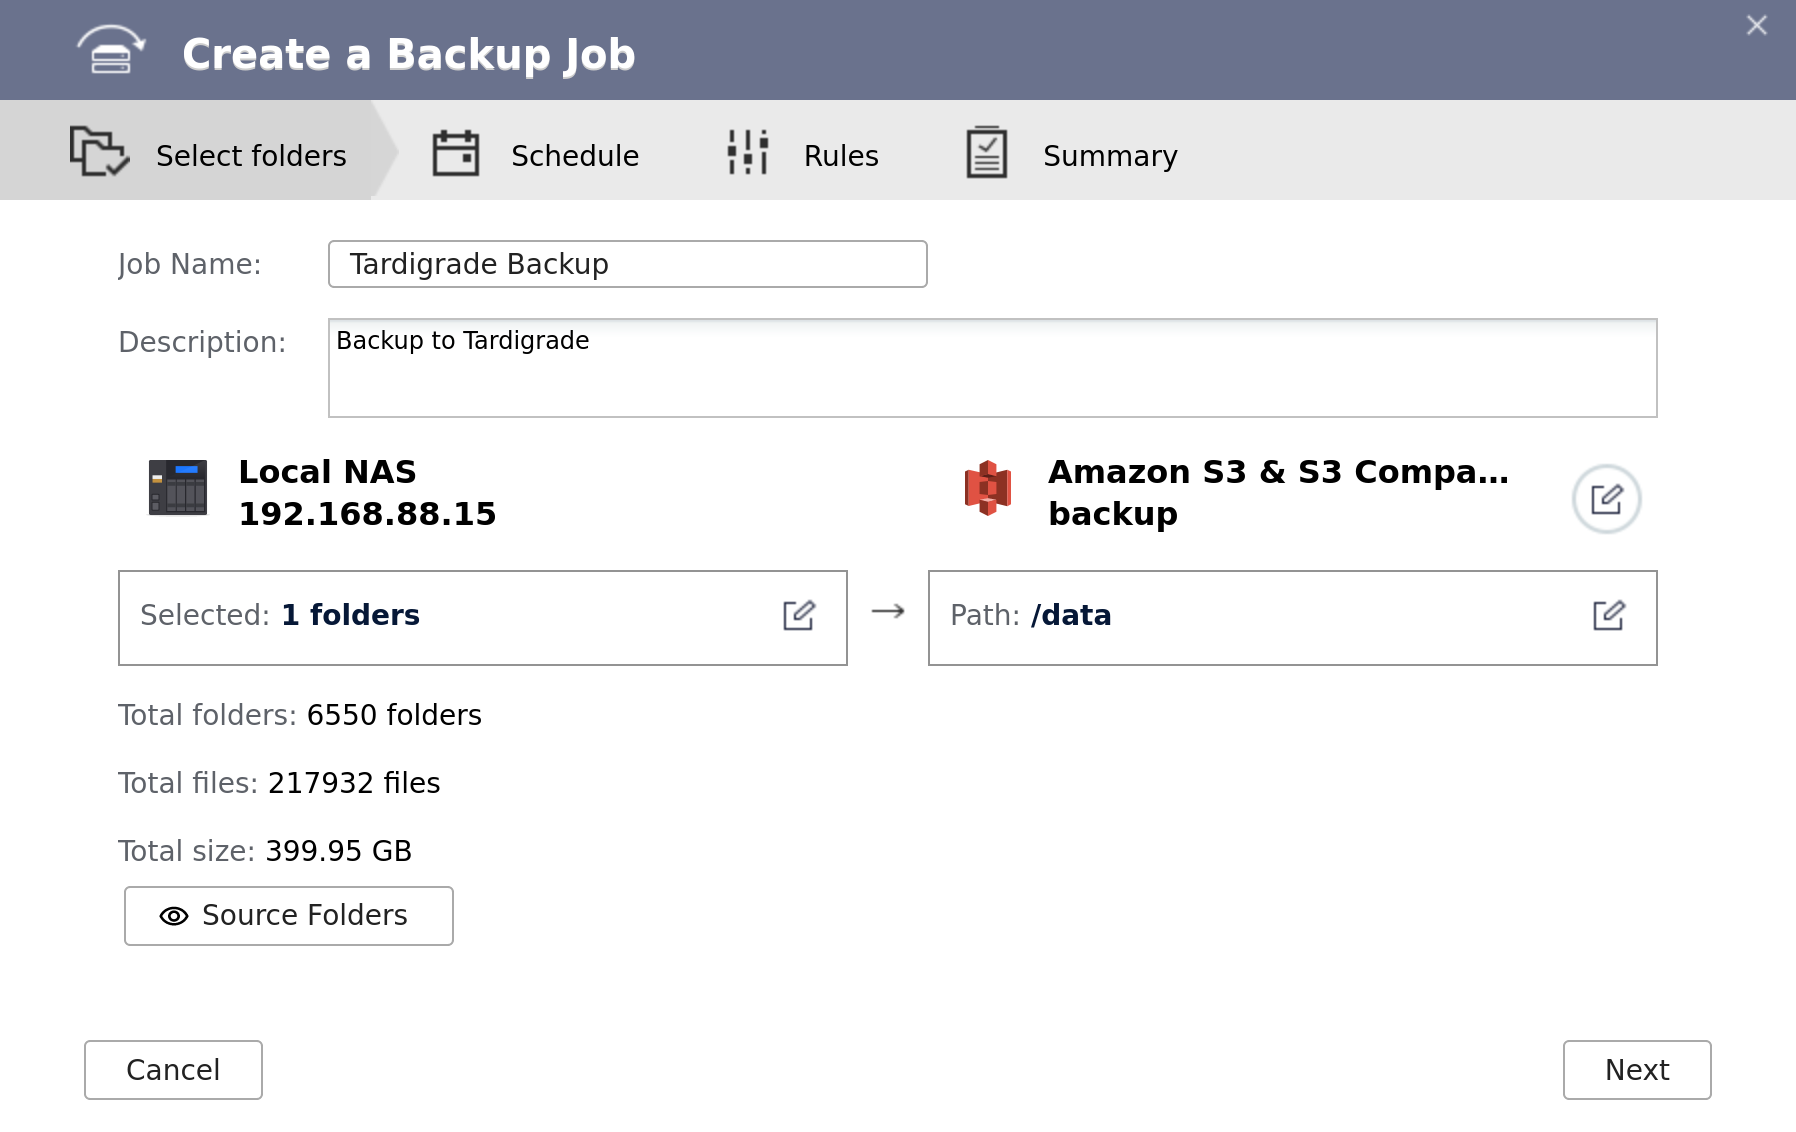 Create a Backup Job
Select folders
Schedule
Rules
Summary
Job Name:
Tardigrade Backup
Description:
Backup to Tardigrade
Local NAS
192.168.88.15
Amazon S3 & S3 Compa...
backup
Selected: 1 folders
Path: /data
Total folders: 6550 folders
Total files: 217932 files
Total size: 399.95 GB
Source Folders
Cancel
Next